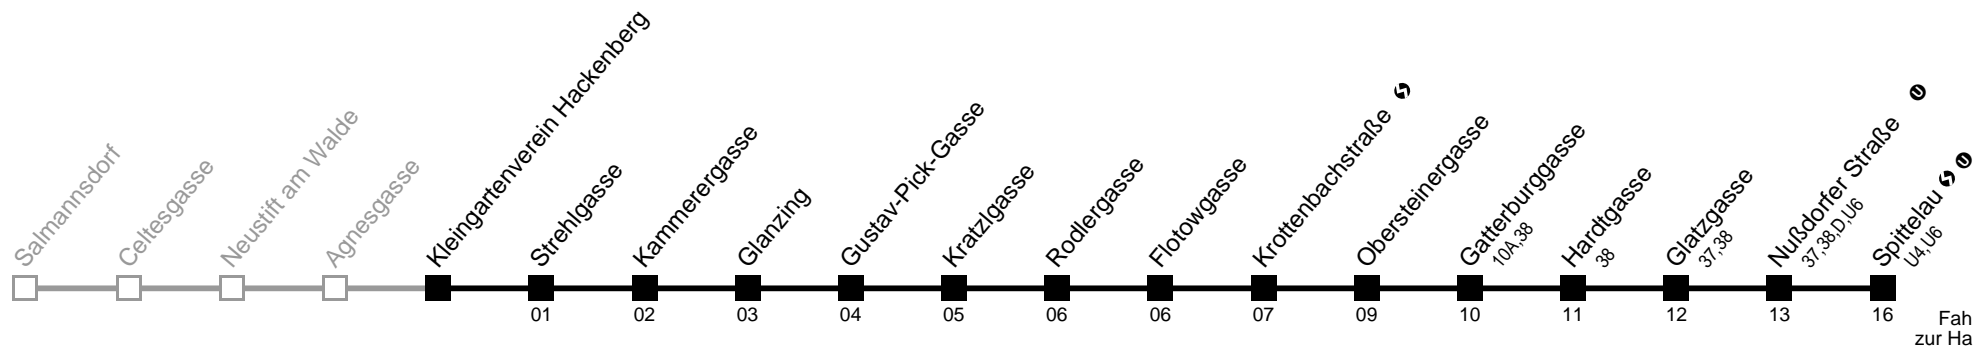 Salmannsdorf
Celtesgasse
Neustift am Walde
Agnesgasse
Kleingartenverein Hackenberg
Strehlgasse
Kammerergasse
Glanzing
Gustav-Pick-Gasse
Kratzlgasse
Rodlergasse
Flotowgasse
Krottenbachstraße
Obersteinergasse
Gatterburggasse
10A,38
Hardtgasse
38
Glatzgasse
37,38
Nußdorfer Straße U
37,38,D,U6
Spittelau U
U4,U6
01 02 03 04 05 06 06 07 09 10 11 12 13 16
Fah
zur Ha